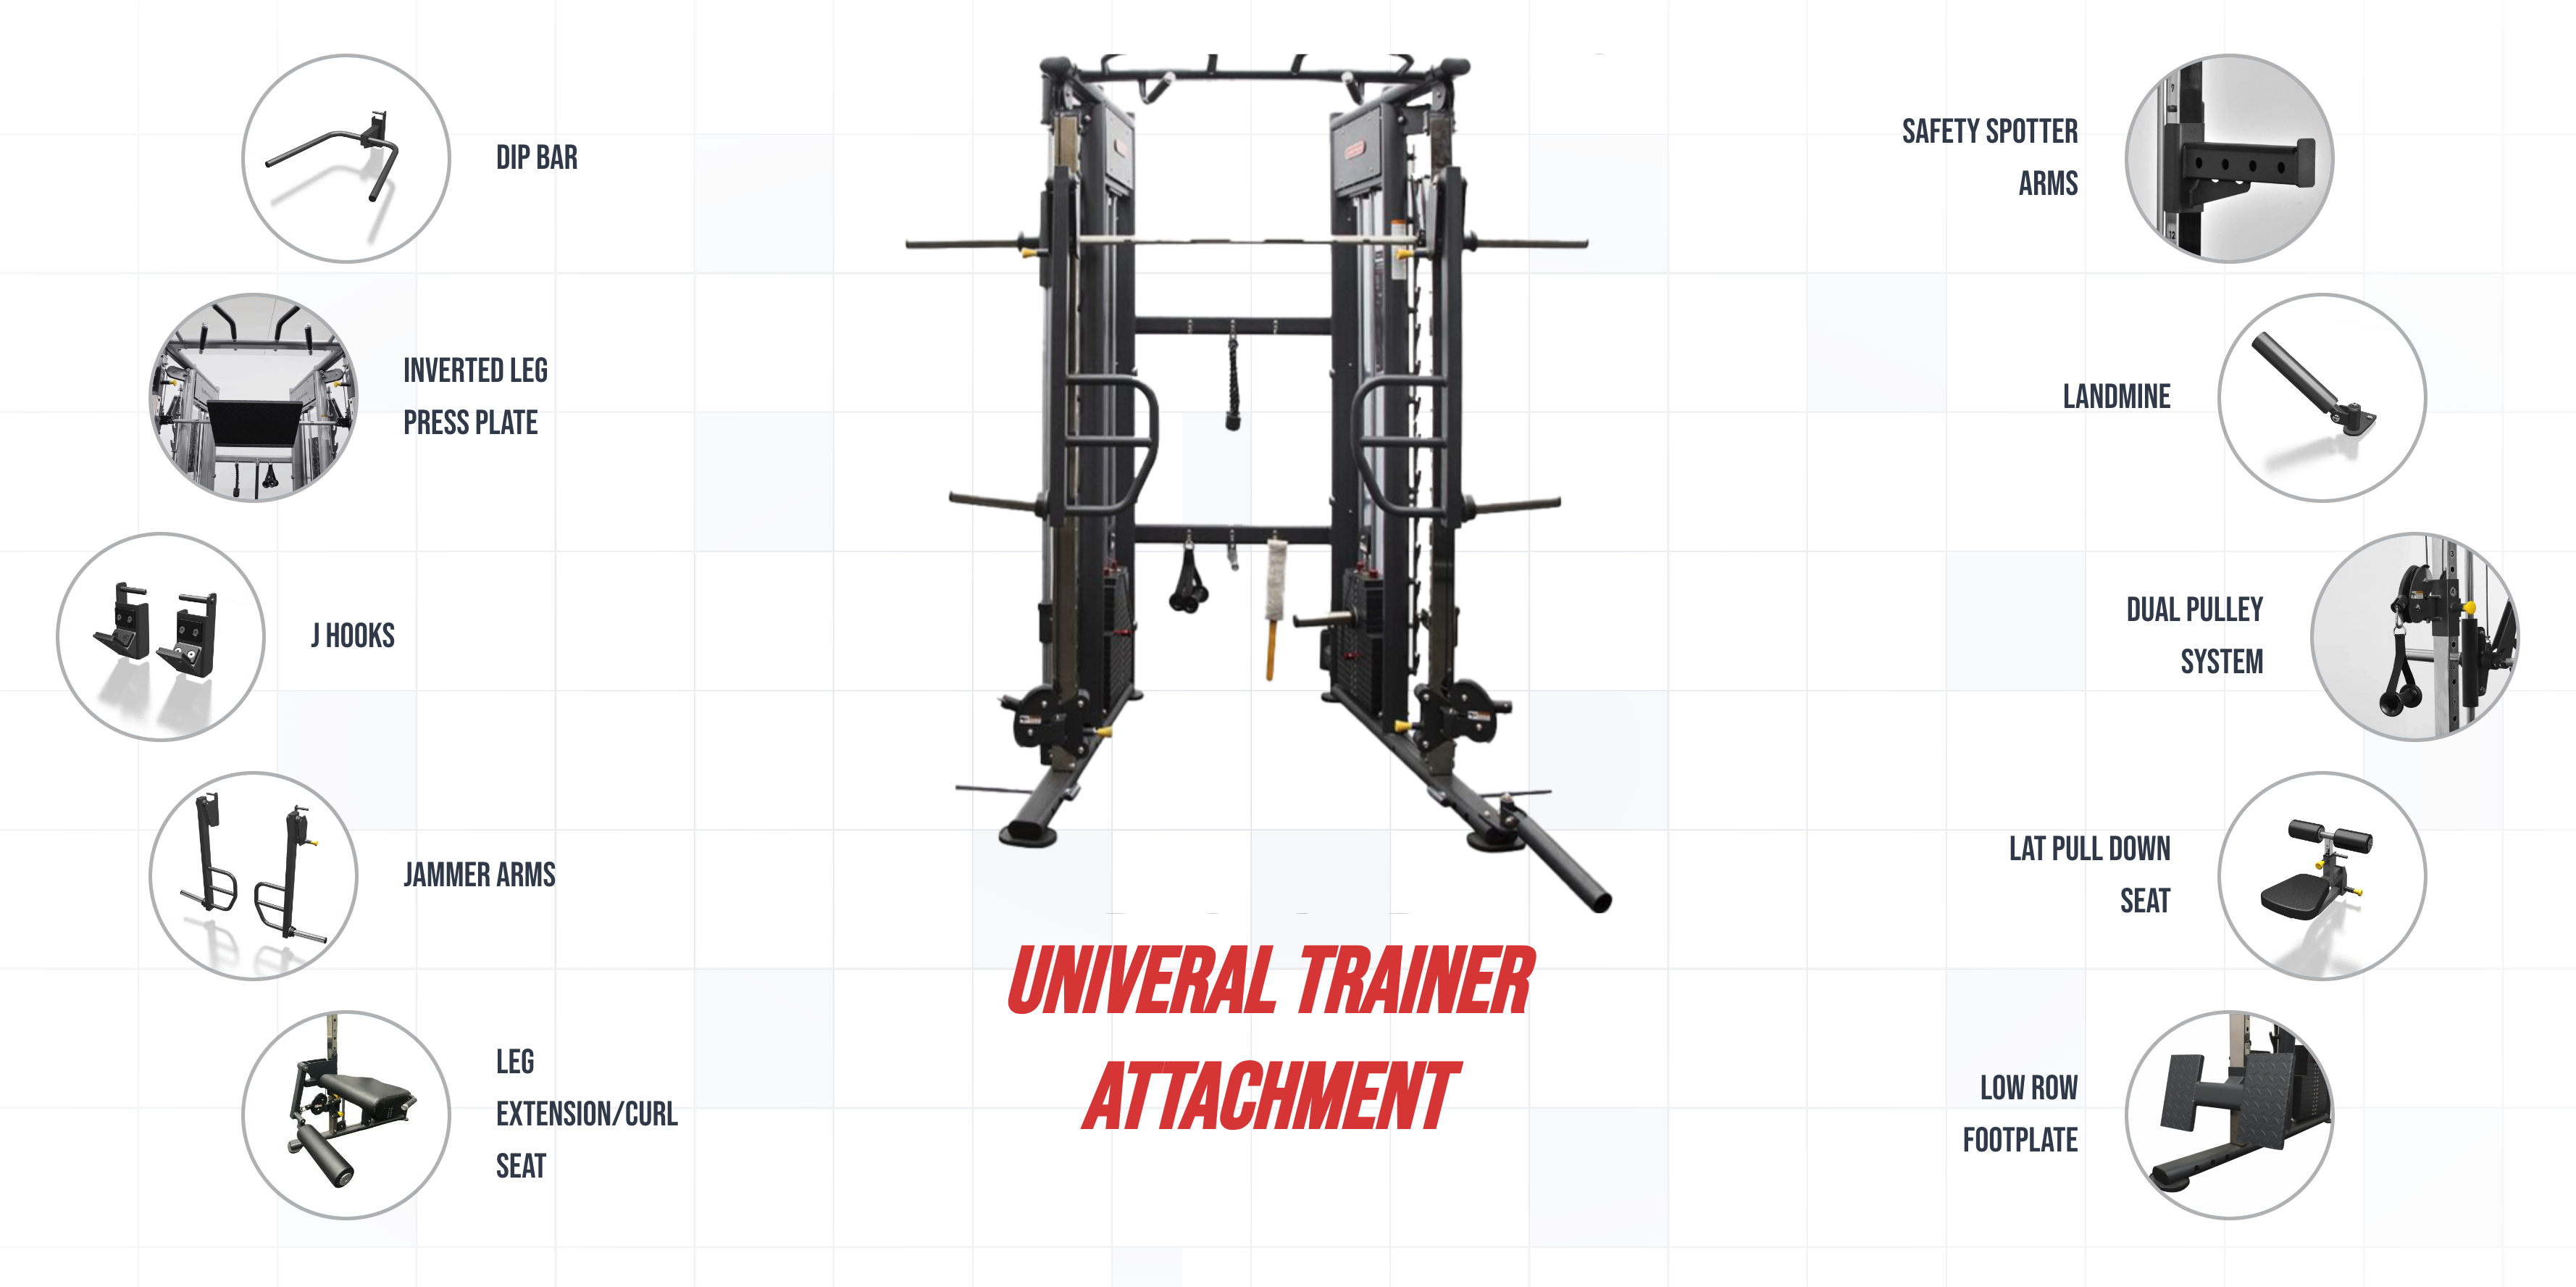 DIP BAR
INVERTED LEG
PRESS PLATE
J HOOKS
JAMMER ARMS
LEG
EXTENSION/CURL
SEAT
UNIVERAL TRAINER
ATTACHMENT
SAFETY SPOTTER
ARMS
LANDMINE
DUAL PULLEY
SYSTEM
LAT PULL DOWN
SEAT
LOW ROW
FOOTPLATE